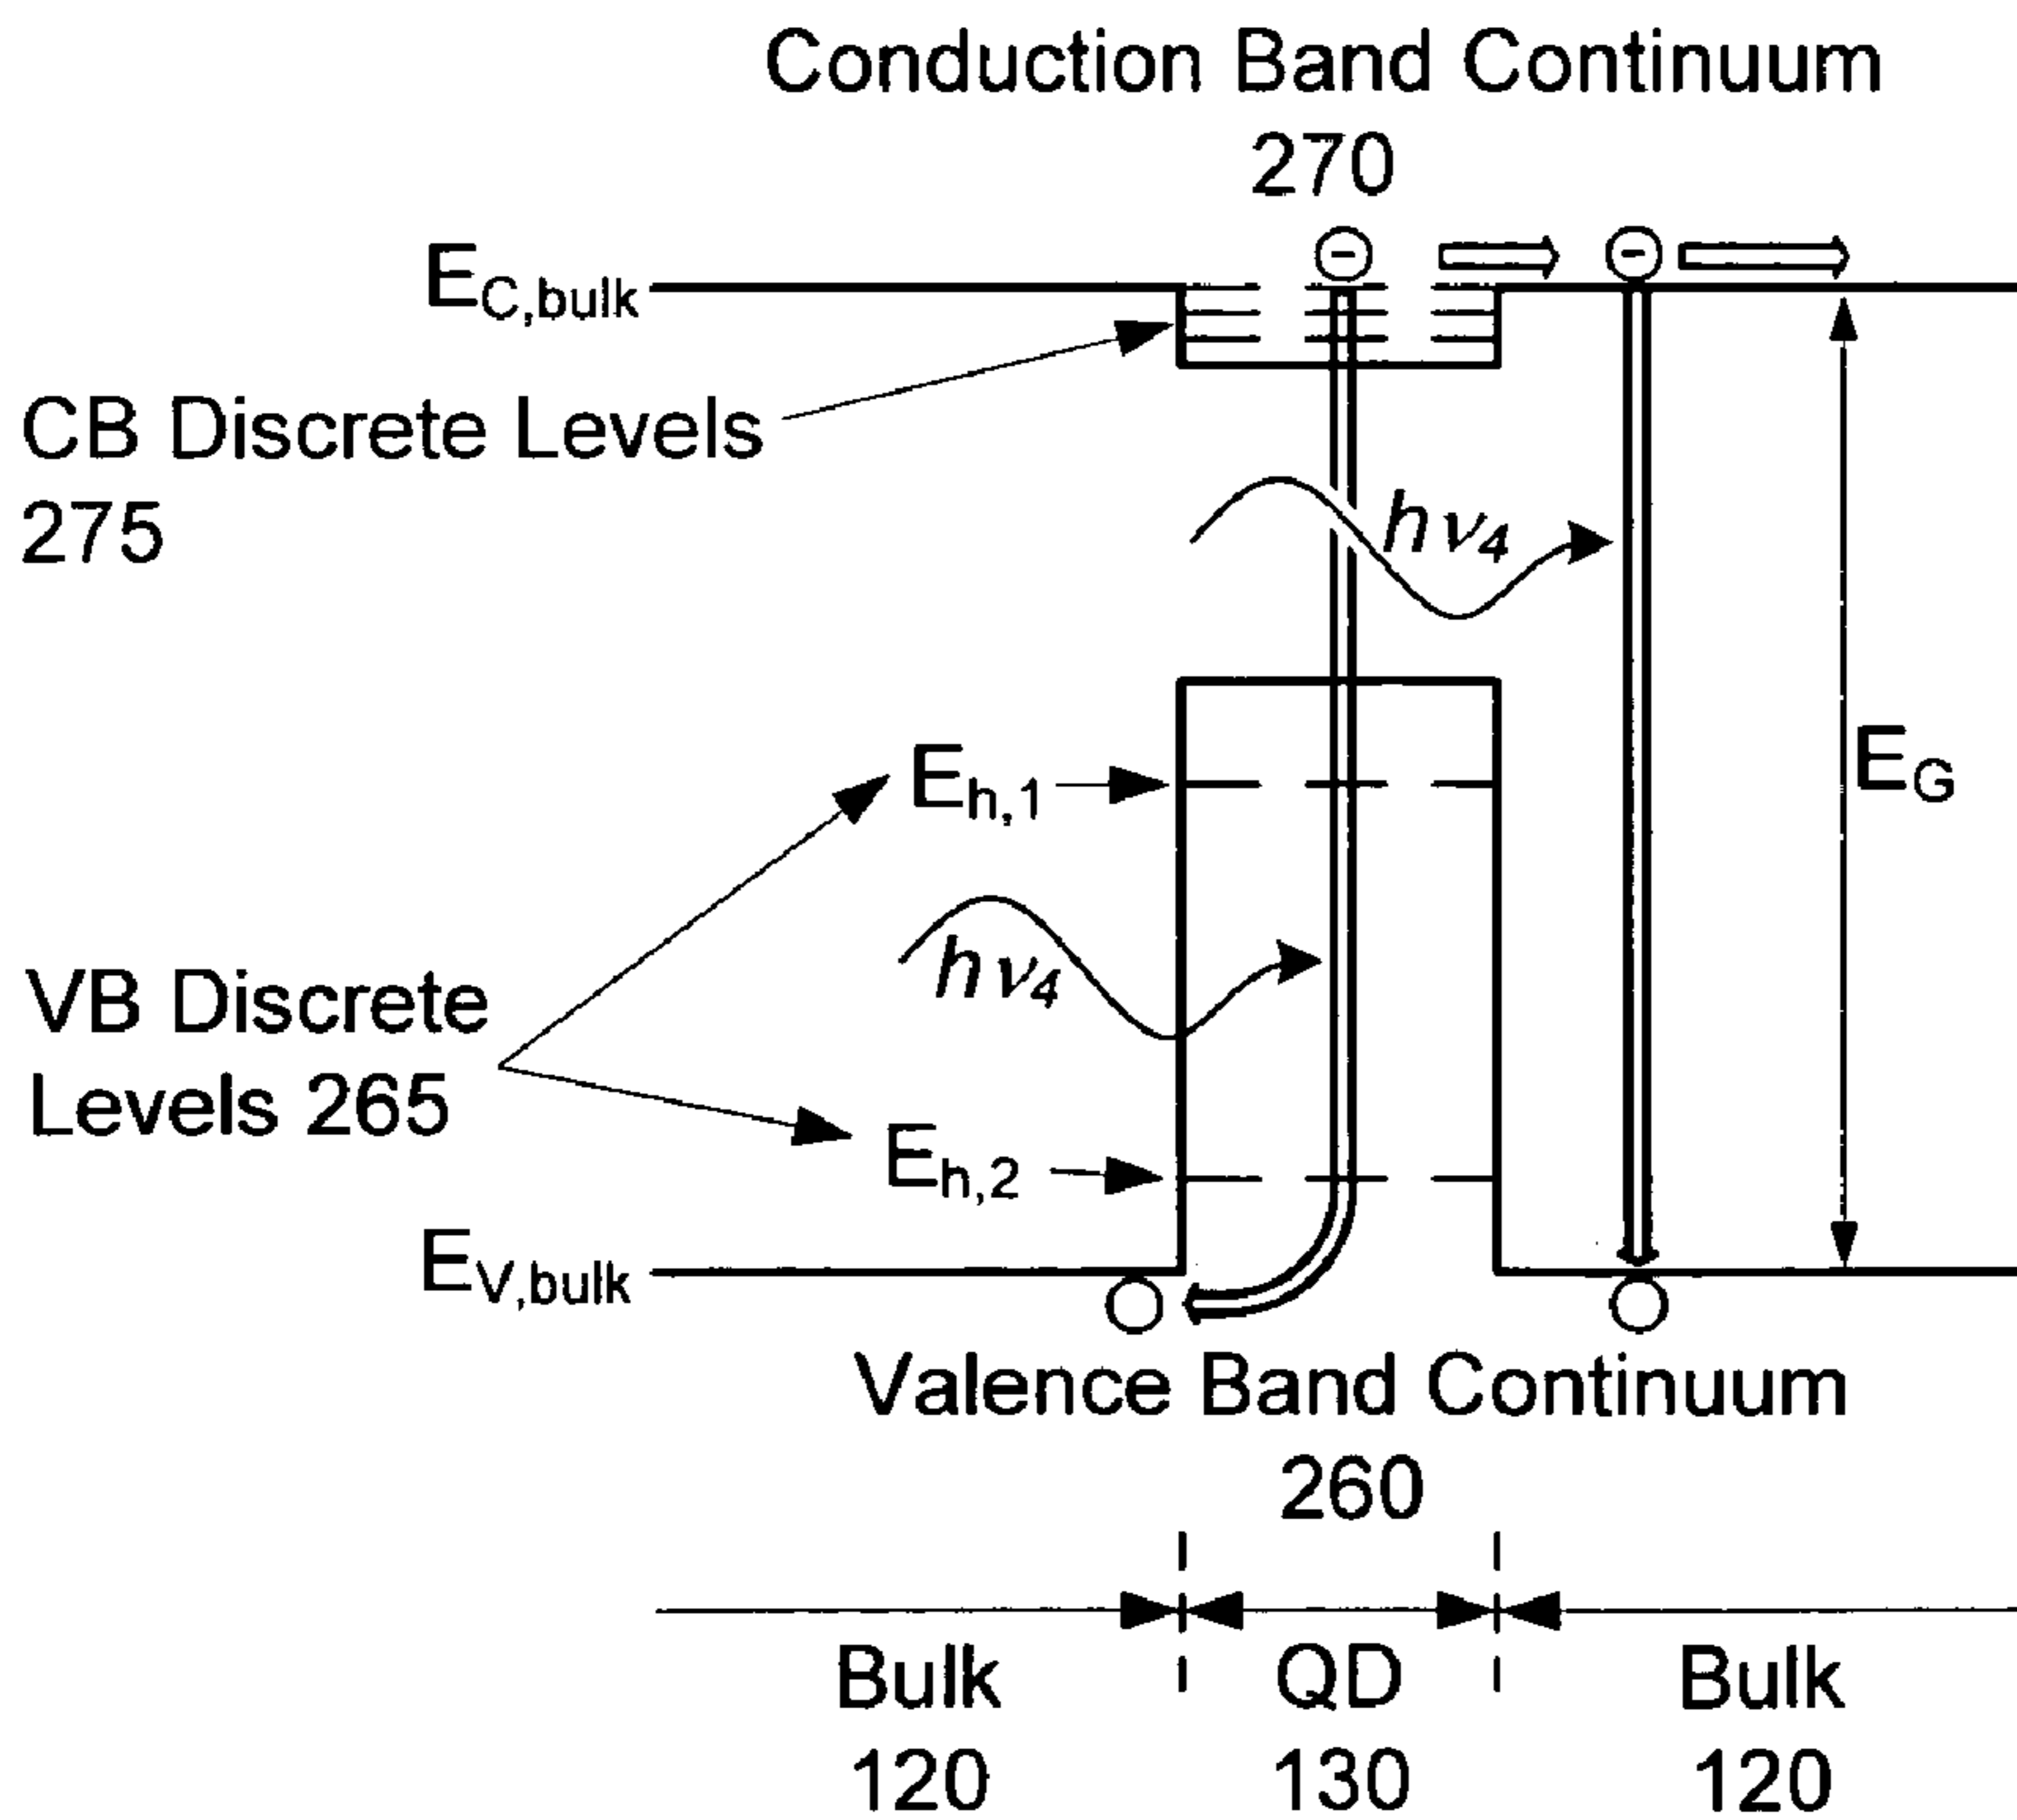 Conduction Band Continuum
270
E_C,bulk
CB Discrete Levels
275
hν4
E_h,1
E_G
hν4
VB Discrete
Levels 265
E_h,2
E_V,bulk
Valence Band Continuum
260
Bulk QD Bulk
120 130 120